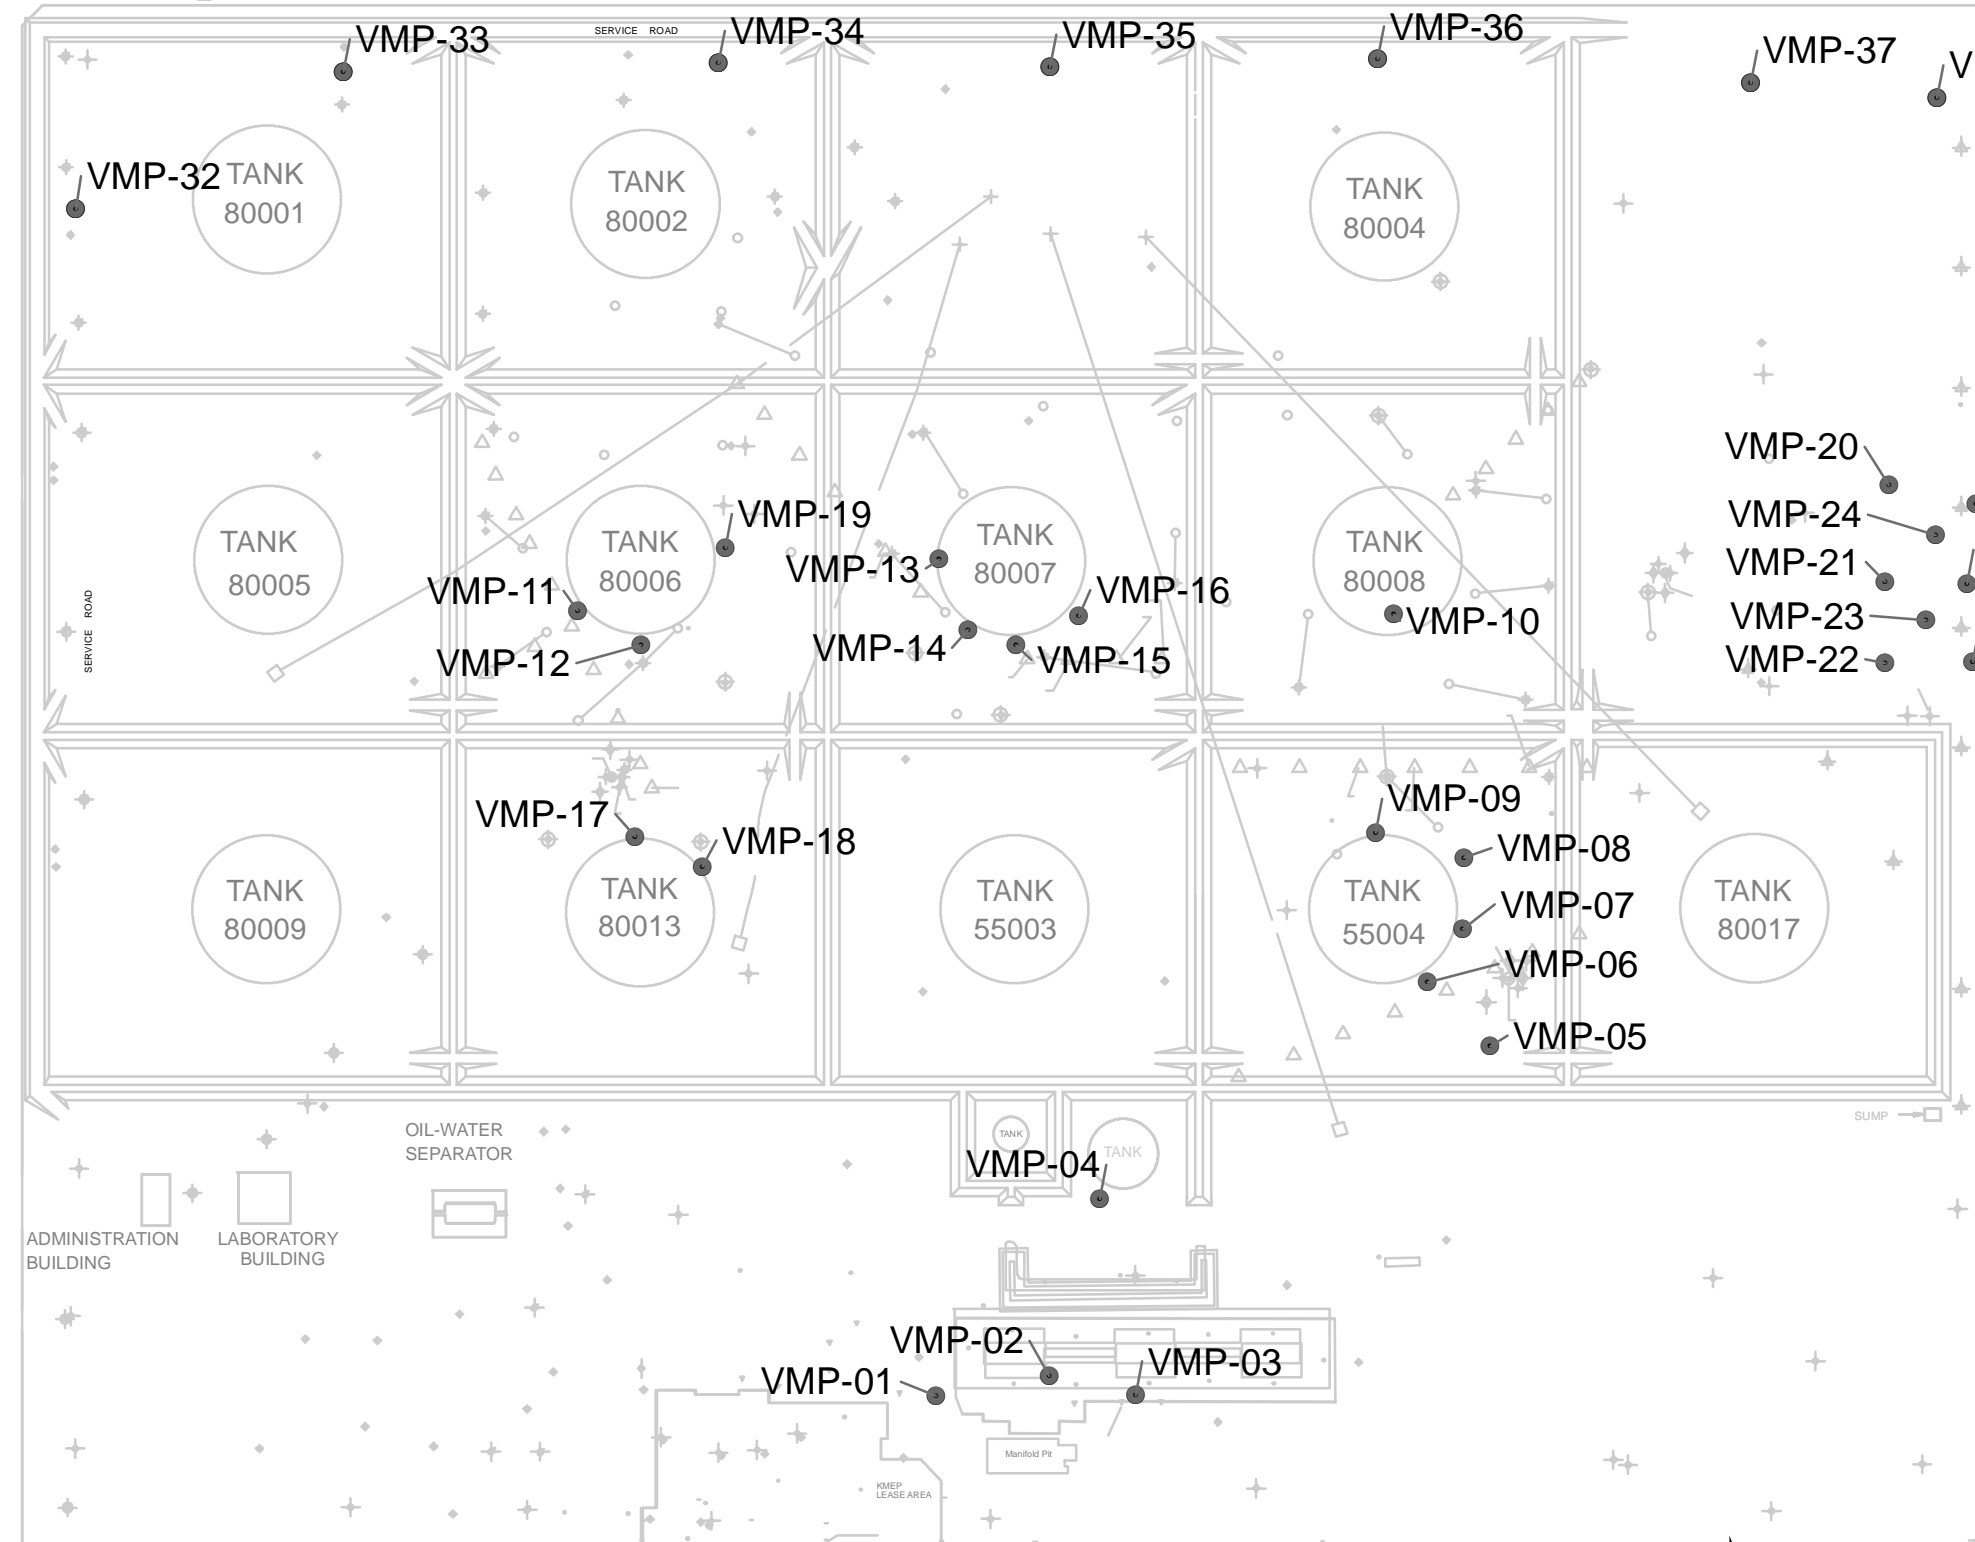 SERVICE ROAD
VMP-33
VMP-34
VMP-35
VMP-36
VMP-37
V
VMP-32
TANK
80001
TANK
80002
TANK
80004
VMP-20
VMP-24
VMP-21
VMP-23
VMP-22
SERVICE ROAD
TANK
80005
TANK
80006
VMP-19
VMP-11
VMP-12
VMP-13
TANK
80007
VMP-14
VMP-15
VMP-16
TANK
80008
VMP-10
VMP-17
VMP-18
TANK
80009
TANK
80013
TANK
55003
VMP-09
VMP-08
TANK
55004
VMP-07
VMP-06
VMP-05
TANK
80017
SUMP
OIL-WATER
SEPARATOR
TANK
TANK
VMP-04
ADMINISTRATION
BUILDING
LABORATORY
BUILDING
VMP-02
VMP-03
VMP-01
Manifold Pit
KMEP
LEASE AREA